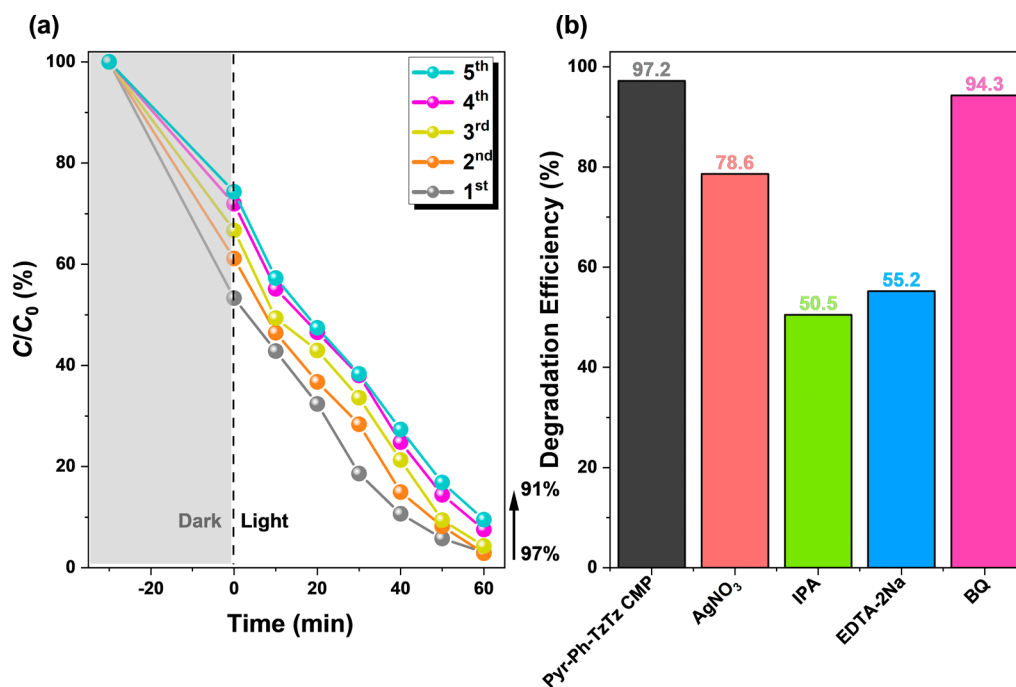 (a)
C/C₀ (%)
100
80
60
40
20
0
5ᵗʰ
4ᵗʰ
3ʳᵈ
2ⁿᵈ
1ˢᵗ
Dark
Light
91%
97%
-20
0
20
40
60
Time (min)
(b)
Degradation Efficiency (%)
100
80
60
40
20
0
97.2
78.6
50.5
55.2
94.3
Pyr-Ph-TzTz CMP
AgNO₃
IPA
EDTA-2Na
BQ